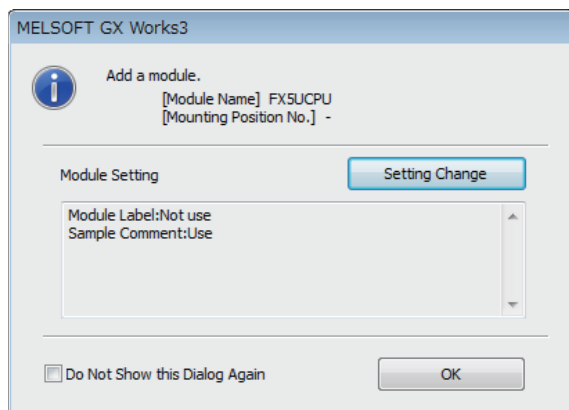 MELSOFT GX Works3
Add a module.
[Module Name] FX5UCPU
[Mounting Position No.] -
Module Setting
Setting Change
Module Label:Not use
Sample Comment:Use
Do Not Show this Dialog Again
OK